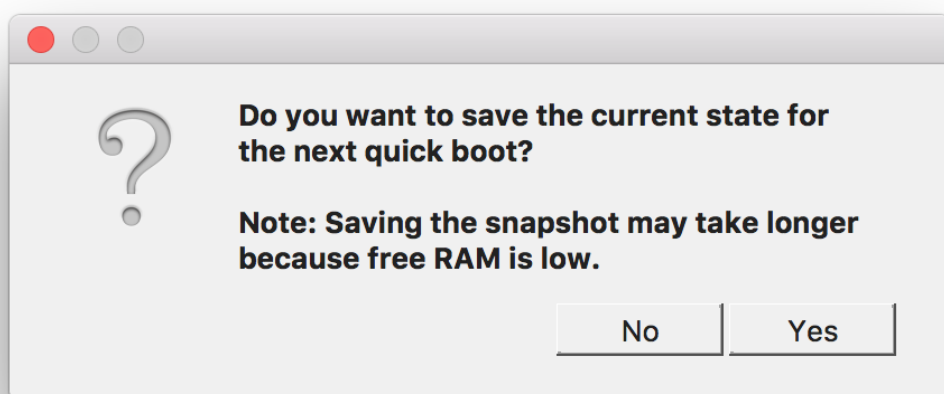 Do you want to save the current state for
the next quick boot?
Note: Saving the snapshot may take longer
because free RAM is low.
No Yes